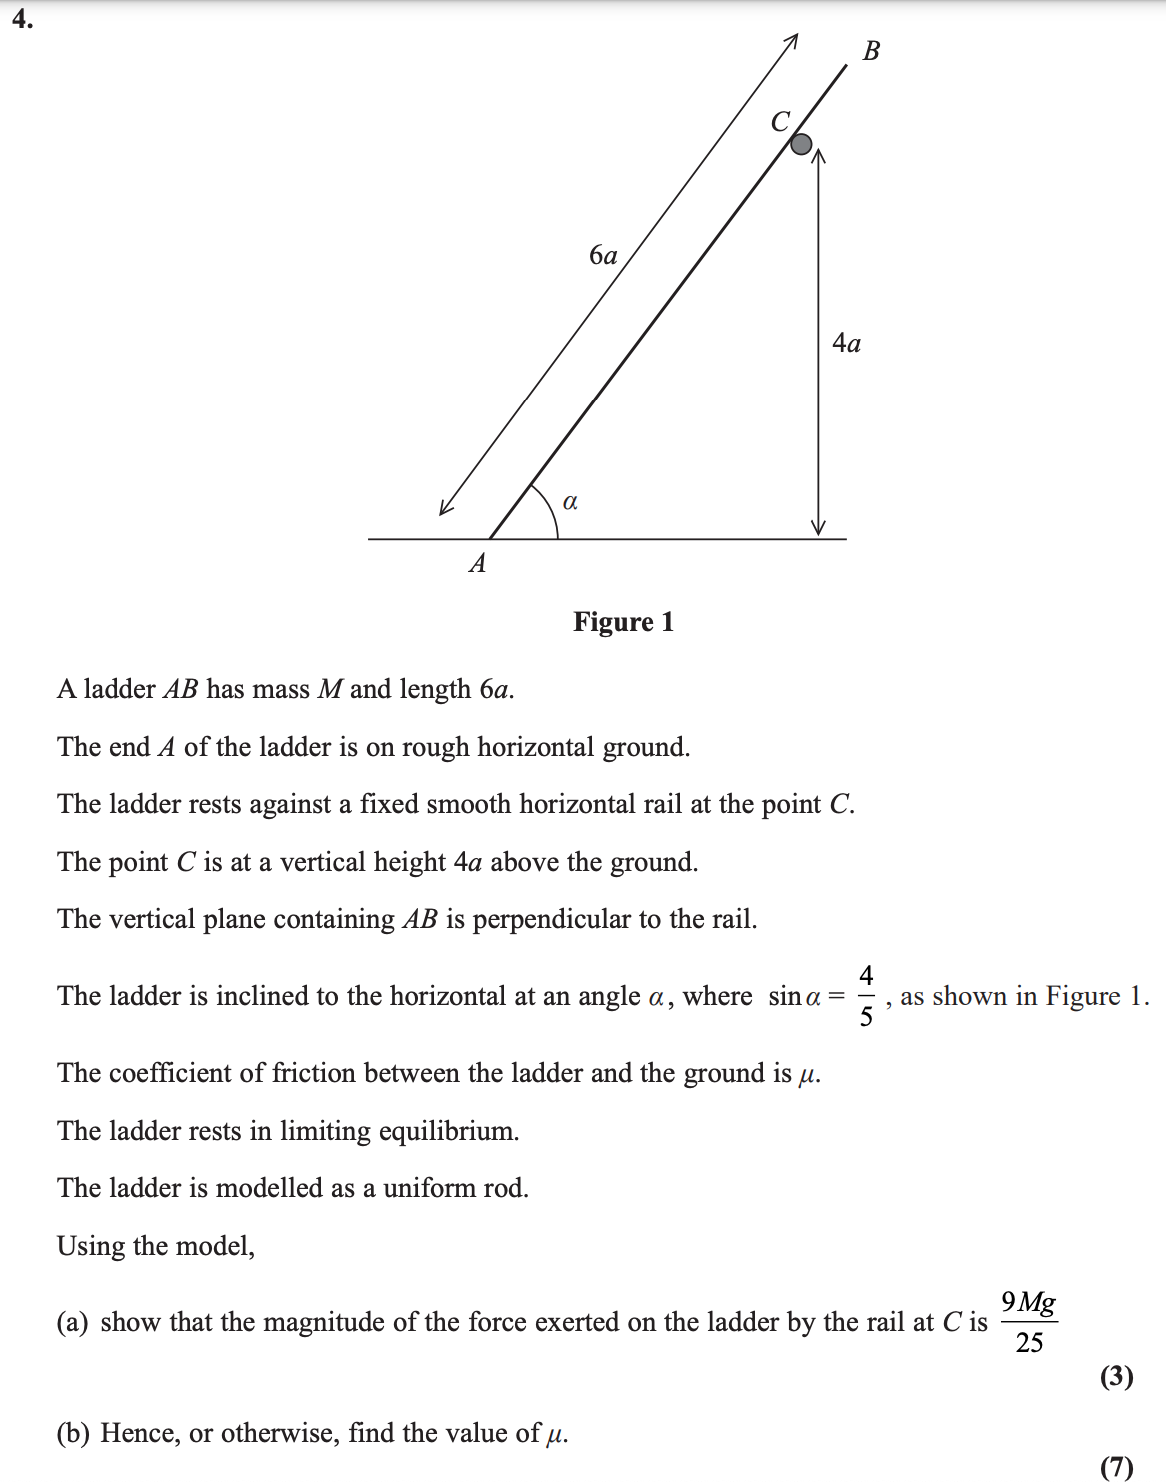 4.
B
C
6a
4a
α
A
Figure 1
A ladder AB has mass M and length 6a.
The end A of the ladder is on rough horizontal ground.
The ladder rests against a fixed smooth horizontal rail at the point C.
The point C is at a vertical height 4a above the ground.
The vertical plane containing AB is perpendicular to the rail.
The ladder is inclined to the horizontal at an angle α, where sin α = 4/5, as shown in Figure 1.
The coefficient of friction between the ladder and the ground is μ.
The ladder rests in limiting equilibrium.
The ladder is modelled as a uniform rod.
Using the model,
(a) show that the magnitude of the force exerted on the ladder by the rail at C is 9Mg/25
(3)
(b) Hence, or otherwise, find the value of μ.
(7)